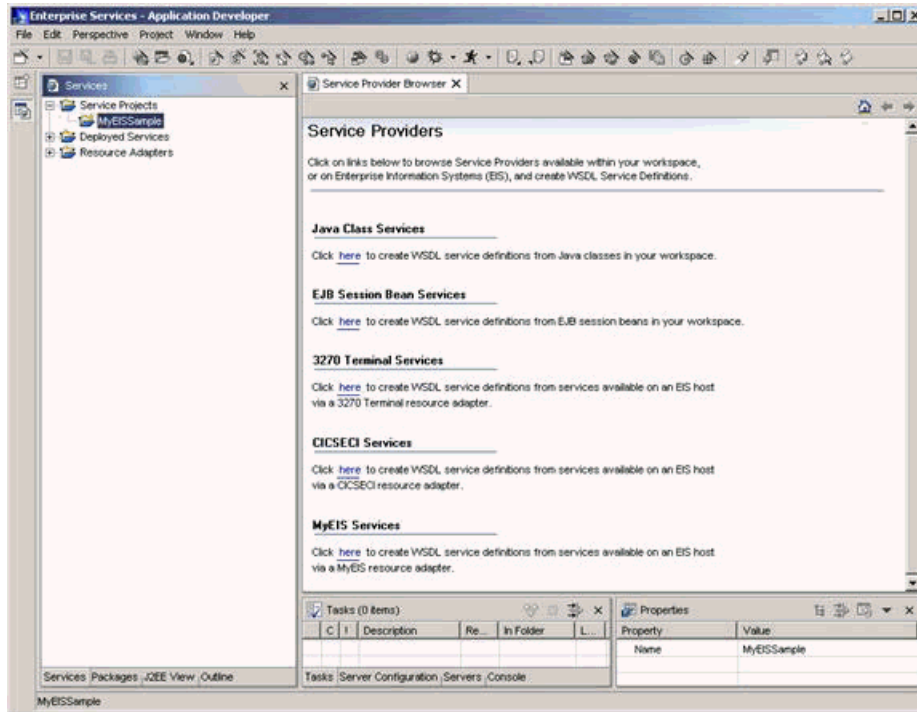 Enterprise Services - Application Developer
File Edit Perspective Project Window Help
Services
Service Projects
MyEISSample
Deployed Services
Resource Adapters
Service Provider Browser
Service Providers
Click on links below to browse Service Providers available within your workspace,
or on Enterprise Information Systems (EIS), and create WSDL Service Definitions.
Java Class Services
Click here to create WSDL service definitions from Java classes in your workspace.
EJB Session Bean Services
Click here to create WSDL service definitions from EJB session beans in your workspace.
3270 Terminal Services
Click here to create WSDL service definitions from services available on an EIS host
via a 3270 Terminal resource adapter.
CICSECI Services
Click here to create WSDL service definitions from services available on an EIS host
via a CICSECI resource adapter.
MyEIS Services
Click here to create WSDL service definitions from services available on an EIS host
via a MyEIS resource adapter.
Services Packages J2EE View Outline
Tasks (0 items)
C ! Description Re... In Folder L...
Tasks Server Configuration Servers Console
Properties
Property Value
Name MyEISSample
MyEISSample